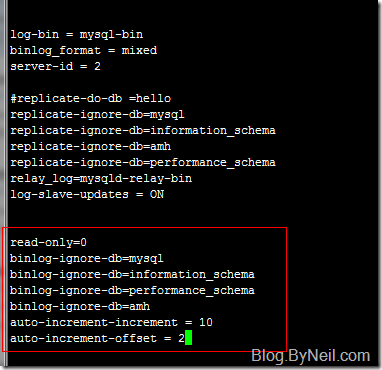 log-bin = mysql-bin
binlog_format = mixed
server-id = 2
#replicate-do-db =hello
replicate-ignore-db=mysql
replicate-ignore-db=information_schema
replicate-ignore-db=amh
replicate-ignore-db=performance_schema
relay_log=mysqld-relay-bin
log-slave-updates = ON
read-only=0
binlog-ignore-db=mysql
binlog-ignore-db=information_schema
binlog-ignore-db=performance_schema
binlog-ignore-db=amh
auto-increment-increment = 10
auto-increment-offset = 2
Blog.ByNeil.com